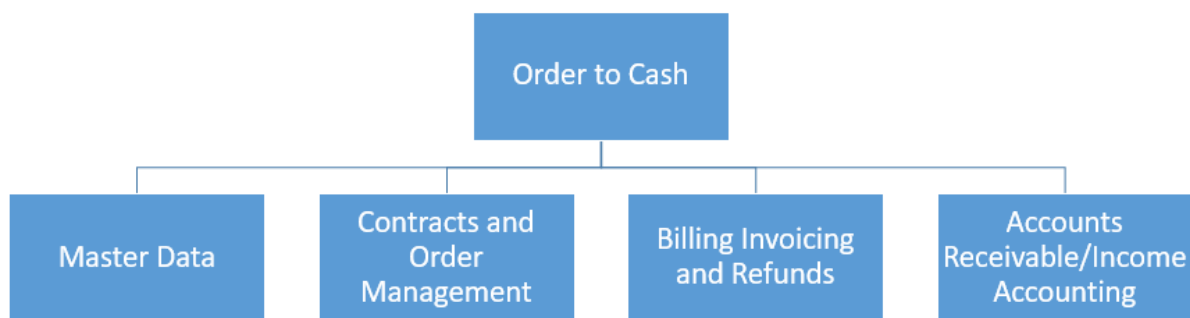 Order to Cash
Master Data
Contracts and
Order
Management
Billing Invoicing
and Refunds
Accounts
Receivable/Income
Accounting